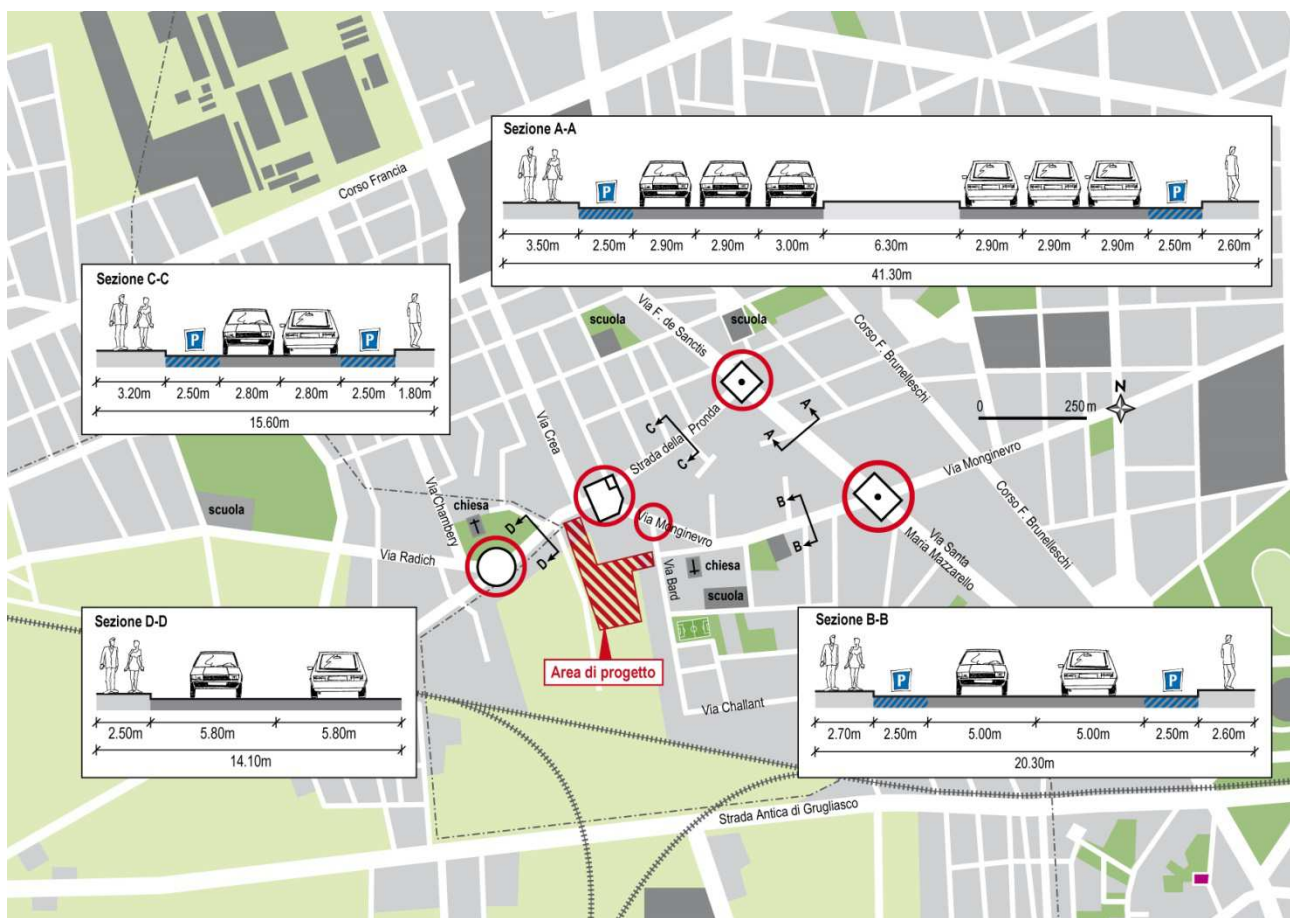 Sezione A-A
P
P
3.50m 2.50m 2.90m 2.90m 3.00m 6.30m 2.90m 2.90m 2.90m 2.50m 2.60m
41.30m
Corso Francia
Sezione C-C
P
P
3.20m 2.50m 2.80m 2.80m 2.50m 1.80m
15.60m
Via F. de Sanctis
scuola
scuola
Corso F. Brunelleschi
N
0 250 m
Strada della Pronda
A
A
C
C
Via Crea
Via Monginevro
B
B
Via Chambery
chiesa
D
D
scuola
Via Radich
Via Monginevro
Via Bard
chiesa
scuola
Via Santa
Maria Mazzarello
Corso F. Brunelleschi
Area di progetto
Via Challant
Sezione D-D
2.50m 5.80m 5.80m
14.10m
Sezione B-B
P
P
2.70m 2.50m 5.00m 5.00m 2.50m 2.60m
20.30m
Strada Antica di Grugliasco